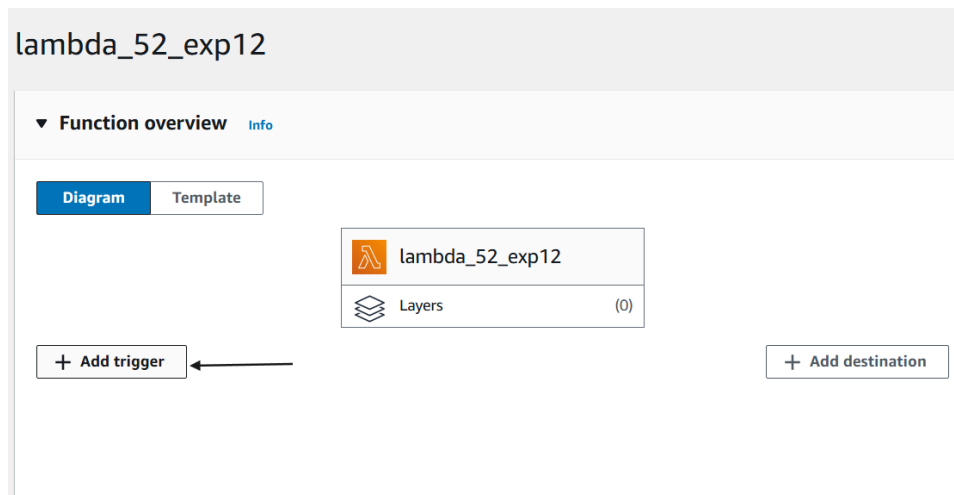 lambda_52_exp12
Function overview Info
Diagram Template
lambda_52_exp12
Layers (0)
+ Add trigger + Add destination